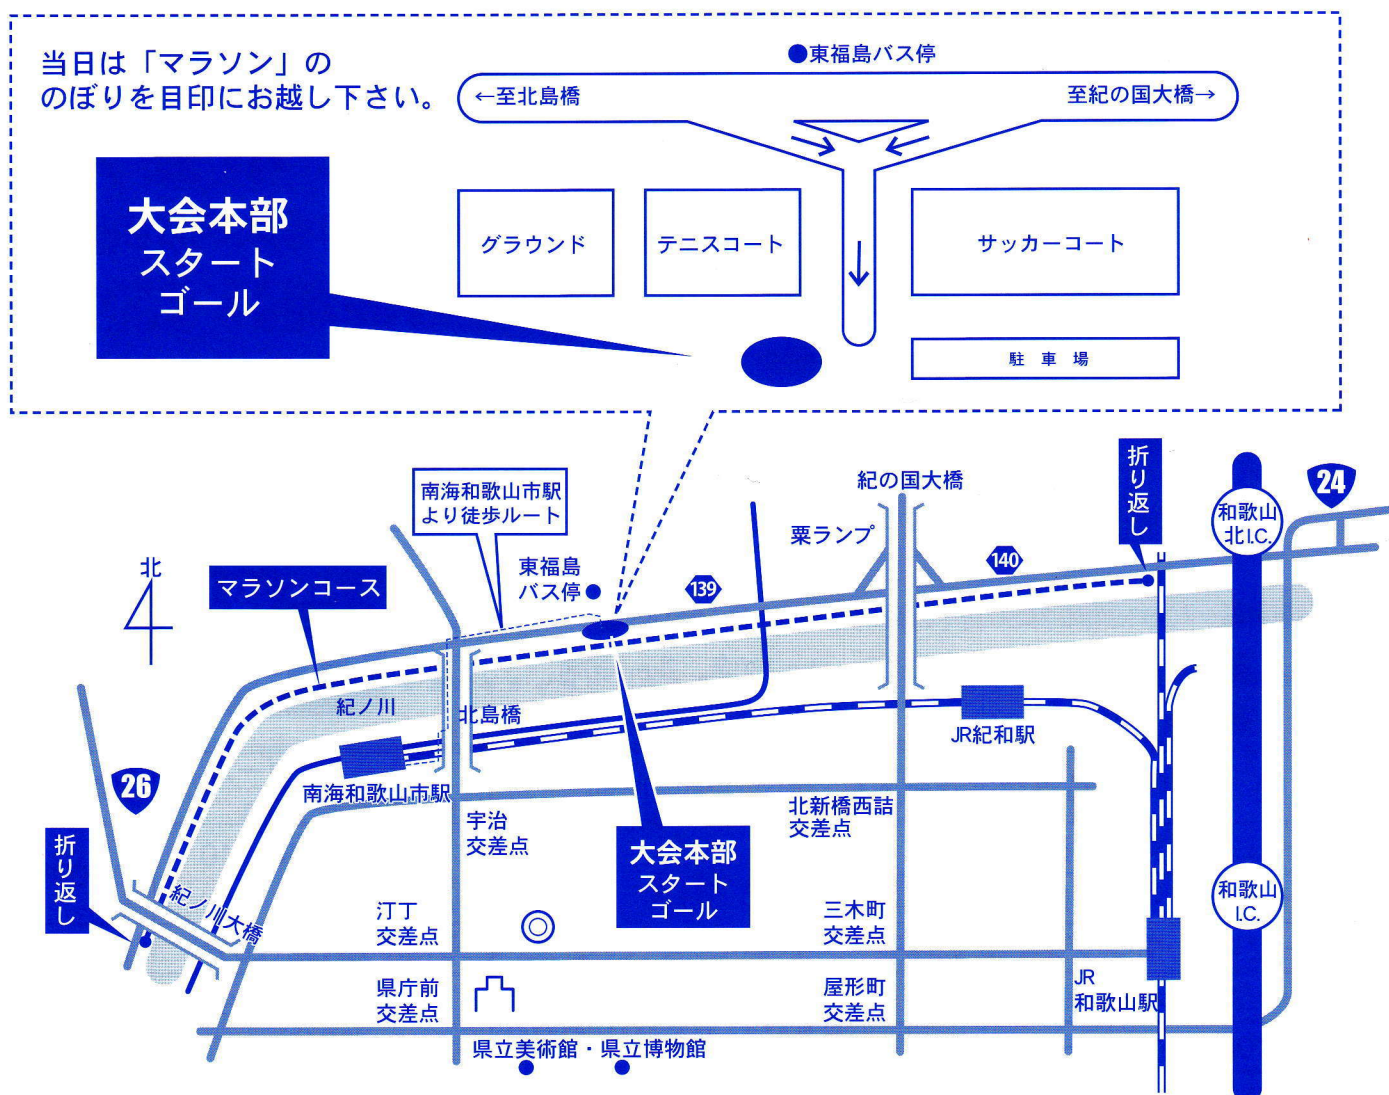 当日は「マラソン」の
のぼりを目印にお越し下さい。
●東福島バス停
←至北島橋
至紀の国大橋→
大会本部
スタート
ゴール
グラウンド
テニスコート
サッカーコート
駐車場
南海和歌山市駅
より徒歩ルート
紀の国大橋
粟ランプ
折り返し
和歌山
北I.C.
24
北
マラソンコース
東福島
バス停
139
140
紀ノ川
北島橋
JR紀和駅
26
南海和歌山市駅
宇治
交差点
北新橋西詰
交差点
大会本部
スタート
ゴール
折り返し
紀ノ川大橋
汀丁
交差点
三木町
交差点
和歌山
I.C.
県庁前
交差点
屋形町
交差点
JR
和歌山駅
県立美術館・県立博物館